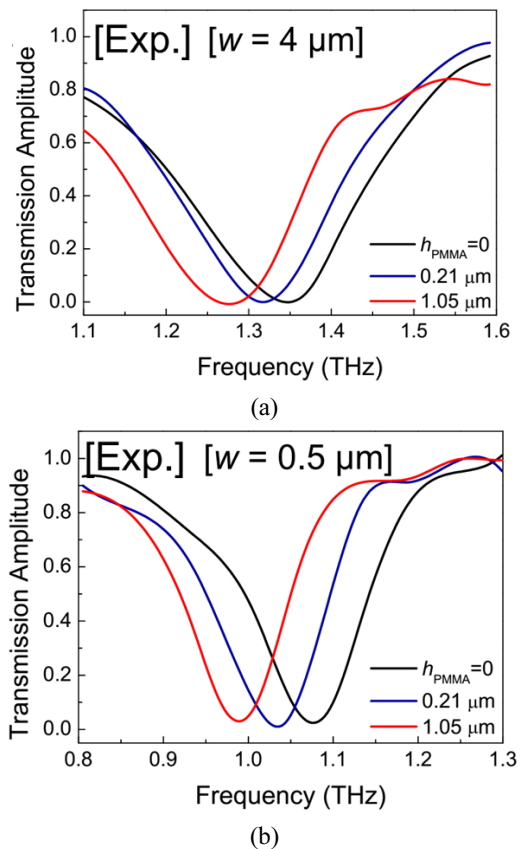 [Exp.] [w = 4 μm]
1.0
0.8
0.6
0.4
0.2
0.0
Transmission Amplitude
h_PMMA=0
0.21 μm
1.05 μm
1.1 1.2 1.3 1.4 1.5 1.6
Frequency (THz)
(a)
[Exp.] [w = 0.5 μm]
1.0
0.8
0.6
0.4
0.2
0.0
Transmission Amplitude
h_PMMA=0
0.21 μm
1.05 μm
0.8 0.9 1.0 1.1 1.2 1.3
Frequency (THz)
(b)